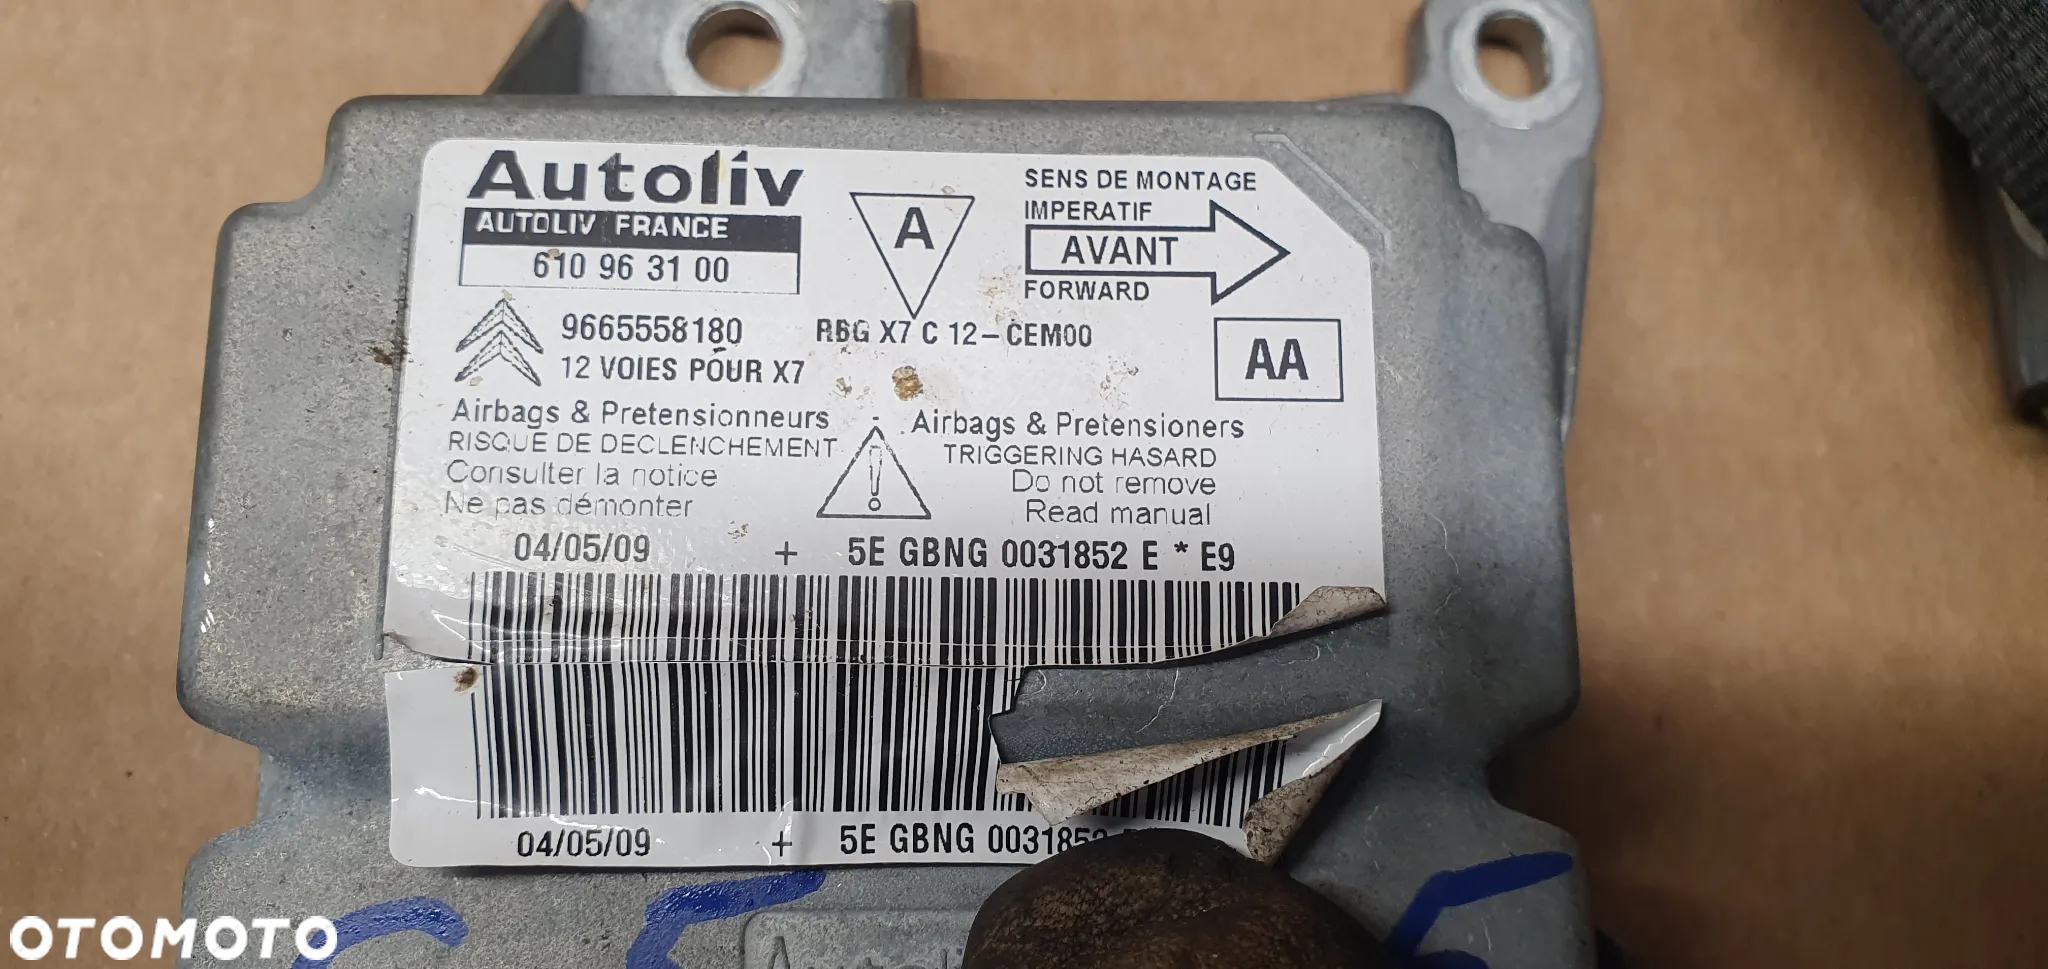 Autoliv
AUTOLIV FRANCE
610 96 31 00
A
SENS DE MONTAGE
IMPERATIF
AVANT
FORWARD
9665558180
RBG X7 C 12-CEM00
12 VOIES POUR X7
AA
Airbags & Pretensionneurs
RISQUE DE DECLENCHEMENT
Consulter la notice
Ne pas démonter
Airbags & Pretensioners
TRIGGERING HASARD
Do not remove
Read manual
04/05/09 + 5E GBNG 0031852 E * E9
04/05/09 + 5E GBNG
OTOMOTO